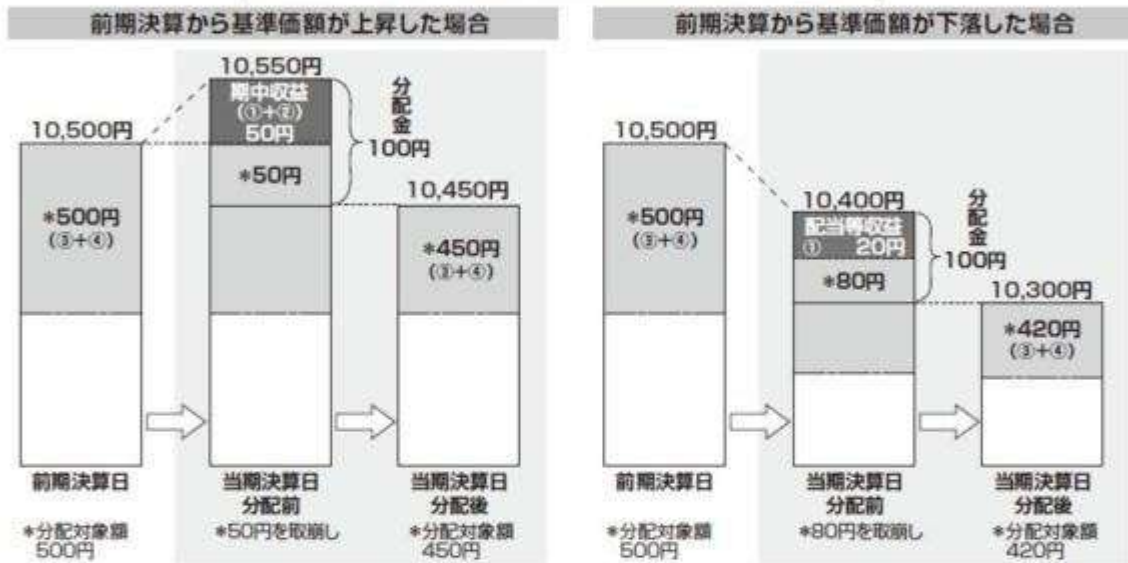 前期決算から基準価額が上昇した場合
10,550円
期中収益
(①+②)
50円
分配金
100円
10,500円
*50円
10,450円
*500円
(③+④)
*450円
(③+④)
前期決算日
当期決算日
分配前
当期決算日
分配後
*分配対象額
500円
*50円を取崩し
*分配対象額
450円
前期決算から基準価額が下落した場合
10,500円
*500円
(③+④)
10,400円
配当等収益
① 20円
分配金
100円
*80円
10,300円
*420円
(③+④)
前期決算日
当期決算日
分配前
当期決算日
分配後
*分配対象額
500円
*80円を取崩し
*分配対象額
420円